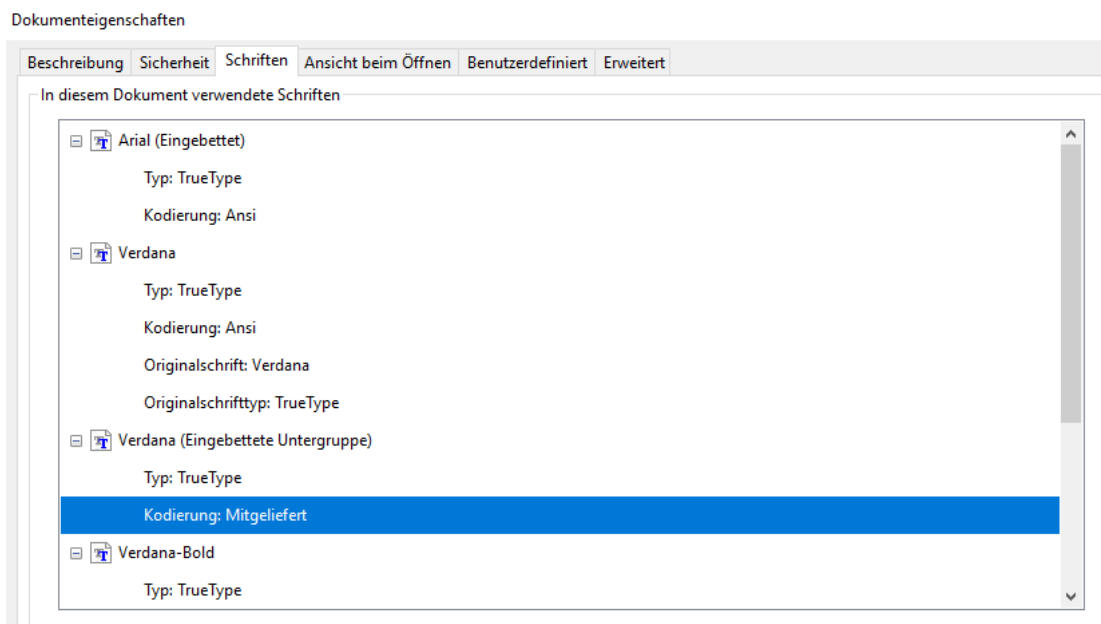 Dokumenteigenschaften
Beschreibung Sicherheit Schriften Ansicht beim Öffnen Benutzerdefiniert Erweitert
In diesem Dokument verwendete Schriften
Arial (Eingebettet)
Typ: TrueType
Kodierung: Ansi
Verdana
Typ: TrueType
Kodierung: Ansi
Originalschrift: Verdana
Originalschrifttyp: TrueType
Verdana (Eingebettete Untergruppe)
Typ: TrueType
Kodierung: Mitgeliefert
Verdana-Bold
Typ: TrueType